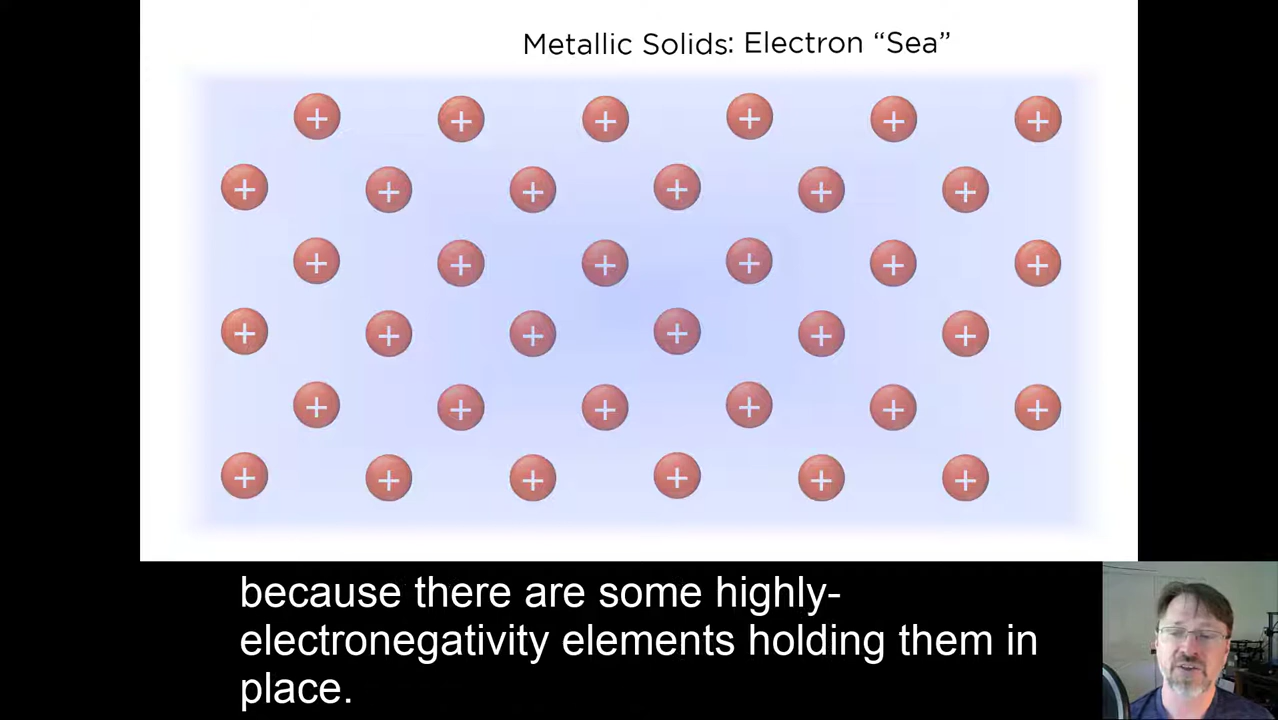 Metallic Solids: Electron “Sea”
+ + + + + +
+ + + + + +
+ + + + + +
+ + + + + +
+ + + + + +
+ + + + + +
because there are some highly-
electronegativity elements holding them in
place.